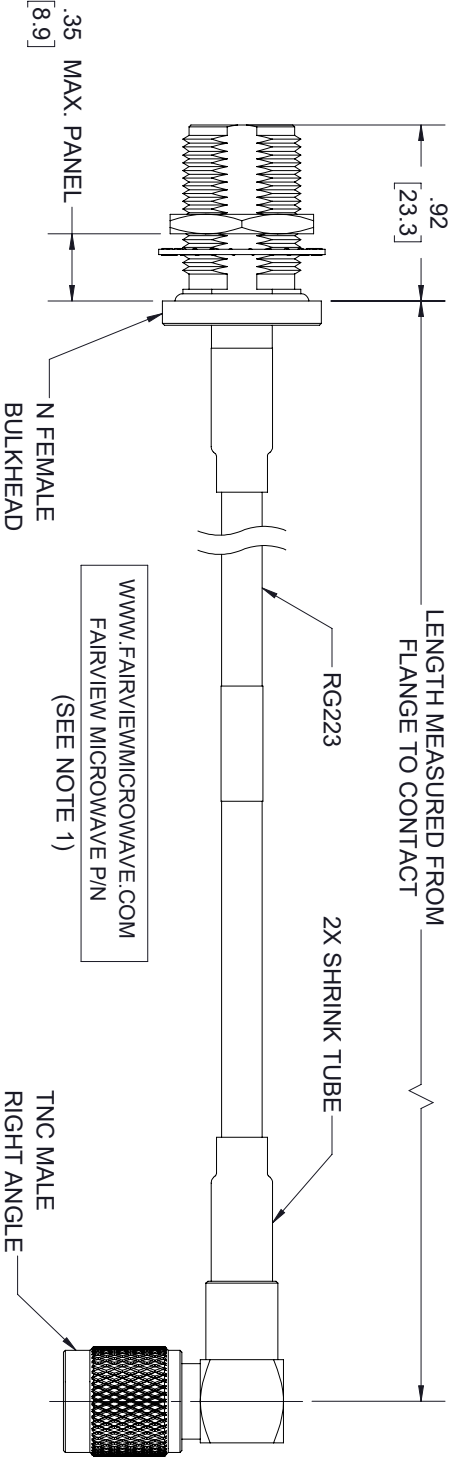 .92
[23.3]
LENGTH MEASURED FROM
FLANGE TO CONTACT
.35 MAX. PANEL
[8.9]
N FEMALE
BULKHEAD
RG223
2X SHRINK TUBE
WWW.FAIRVIEWMICROWAVE.COM
FAIRVIEW MICROWAVE P/N
(SEE NOTE 1)
TNC MALE
RIGHT ANGLE